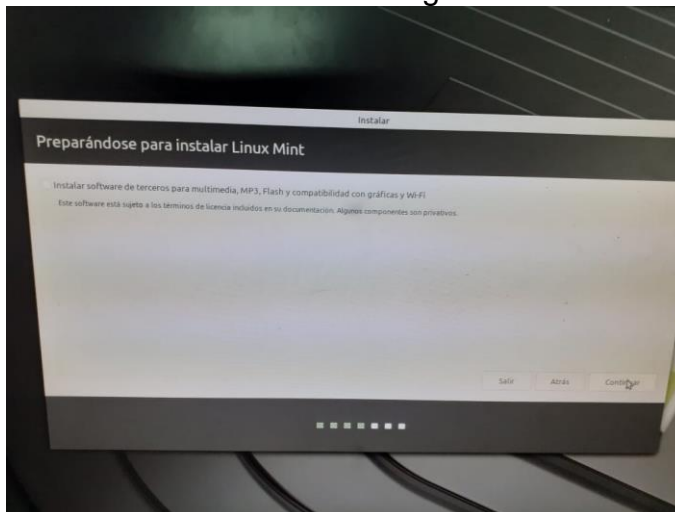 Instalar
Preparándose para instalar Linux Mint
Instalar software de terceros para multimedia, MP3, Flash y compatibilidad con gráficas y Wi-Fi
Este software está sujeto a los términos de licencia incluidos en su documentación. Algunos componentes son privativos.
Salir Atrás Continuar